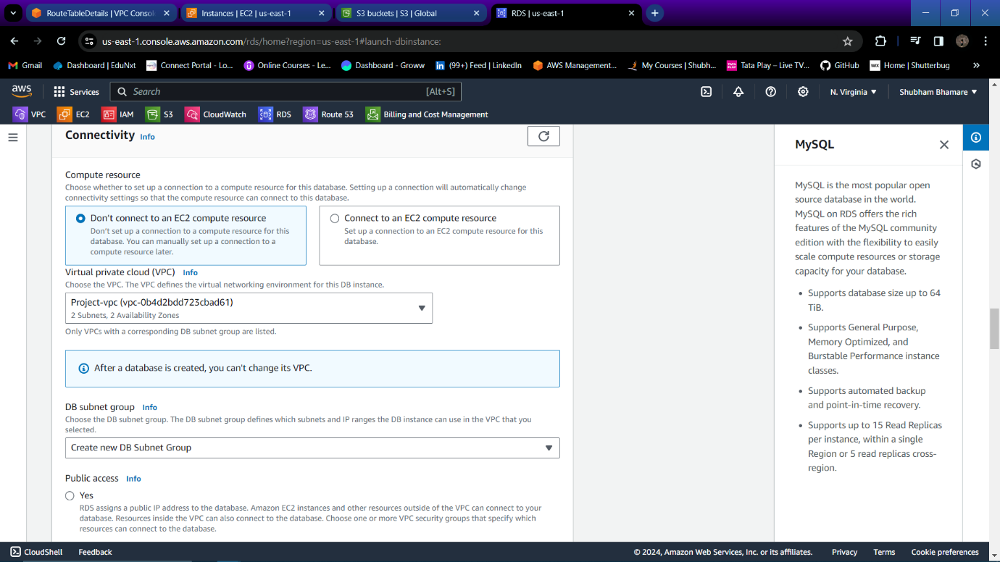 RouteTableDetails | VPC Consol
Instances | EC2 | us-east-1
S3 buckets | S3 | Global
RDS | us-east-1
us-east-1.console.aws.amazon.com/rds/home?region=us-east-1#launch-dbinstance:
Gmail
Dashboard | EduNxt
Connect Portal - Lo...
Online Courses - Le...
Dashboard - Groww
(99+) Feed | LinkedIn
AWS Management...
My Courses | Shubh...
Tata Play – Live TV...
GitHub
Home | Shutterbug
aws
Services
Search
[Alt+S]
N. Virginia
Shubham Bhamare
VPC
EC2
IAM
S3
CloudWatch
RDS
Route 53
Billing and Cost Management
Connectivity Info
Compute resource
Choose whether to set up a connection to a compute resource for this database. Setting up a connection will automatically change
connectivity settings so that the compute resource can connect to this database.
Don't connect to an EC2 compute resource
Don't set up a connection to a compute resource for this
database. You can manually set up a connection to a
compute resource later.
Connect to an EC2 compute resource
Set up a connection to an EC2 compute resource for this
database.
Virtual private cloud (VPC) Info
Choose the VPC. The VPC defines the virtual networking environment for this DB instance.
Project-vpc (vpc-0b4d2bdd723cbad61)
2 Subnets, 2 Availability Zones
Only VPCs with a corresponding DB subnet group are listed.
After a database is created, you can't change its VPC.
DB subnet group Info
Choose the DB subnet group. The DB subnet group defines which subnets and IP ranges the DB instance can use in the VPC that you
selected.
Create new DB Subnet Group
Public access Info
Yes
RDS assigns a public IP address to the database. Amazon EC2 instances and other resources outside of the VPC can connect to your
database. Resources inside the VPC can also connect to the database. Choose one or more VPC security groups that specify which
resources can connect to the database.
MySQL
MySQL is the most popular open
source database in the world.
MySQL on RDS offers the rich
features of the MySQL community
edition with the flexibility to easily
scale compute resources or storage
capacity for your database.
• Supports database size up to 64
TiB.
• Supports General Purpose,
Memory Optimized, and
Burstable Performance instance
classes.
• Supports automated backup
and point-in-time recovery.
• Supports up to 15 Read Replicas
per instance, within a single
Region or 5 read replicas cross-
region.
CloudShell
Feedback
© 2024, Amazon Web Services, Inc. or its affiliates.
Privacy
Terms
Cookie preferences